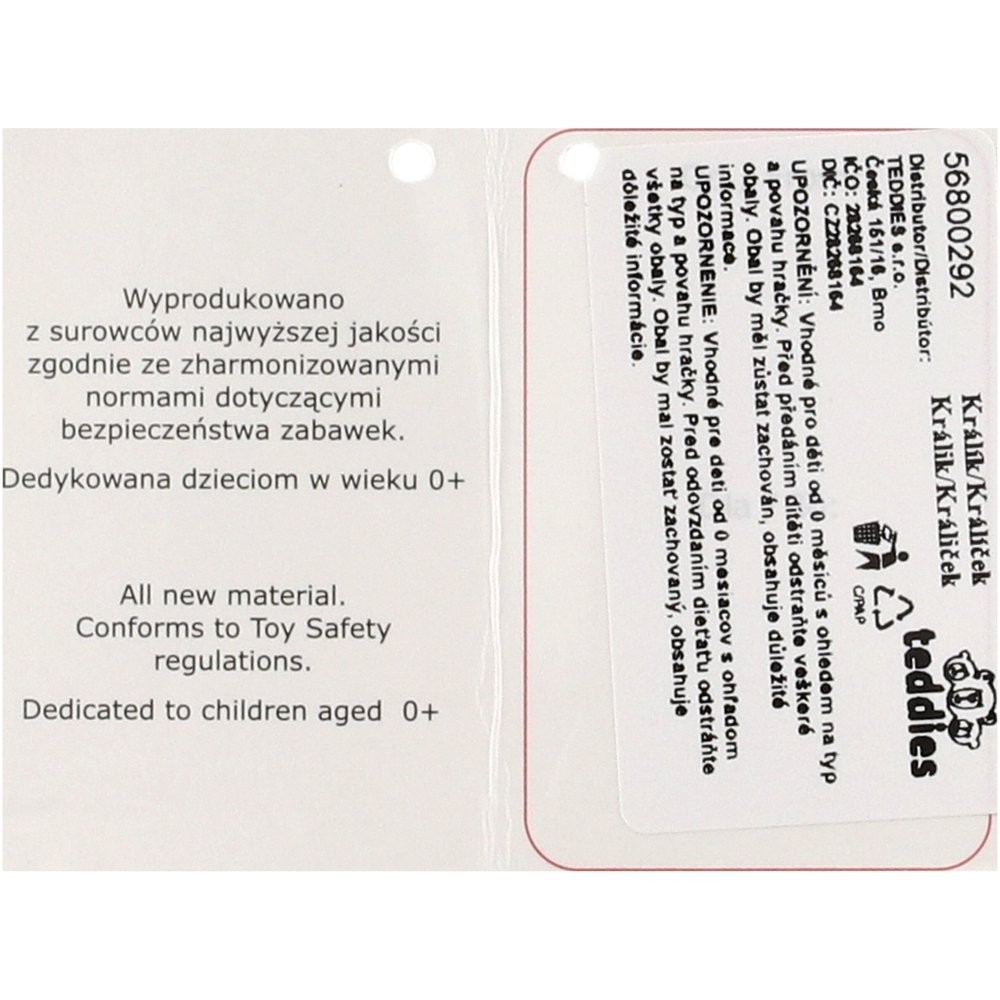 Wyprodukowano
z surowców najwyższej jakości
zgodnie ze zharmonizowanymi
normami dotyczącymi
bezpieczeństwa zabawek.
Dedykowana dzieciom w wieku 0+
All new material.
Conforms to Toy Safety
regulations.
Dedicated to children aged 0+
56800292
Králík/Králíček
Králik/Králiček
Distributor/Distribútor:
TEDDIES s.r.o.
Česká 151/16, Brno
IČO: 28268164
DIČ: CZ28268164
UPOZORNĚNÍ: Vhodné pro děti od 0 měsíců s ohledem na typ
a povahu hračky. Před předáním dítěti odstraňte veškeré
obaly. Obal by měl zůstat zachován, obsahuje důležité
informace.
UPOZORNENIE: Vhodné pre deti od 0 mesiacov s ohľadom
na typ a povahu hračky. Pred odovzdaním dieťaťu odstráňte
všetky obaly. Obal by mal zostať zachovaný, obsahuje
dôležité informácie.
C/PAP
teddies